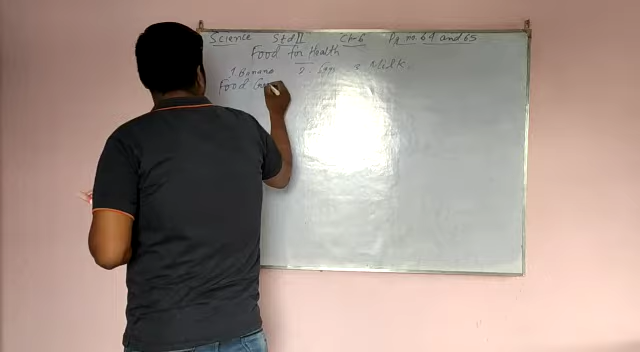 Science Std II Ch-6 Pg no. 64 and 65
Food for Health
1 Banana 2. Egg 3 Milk.
Food